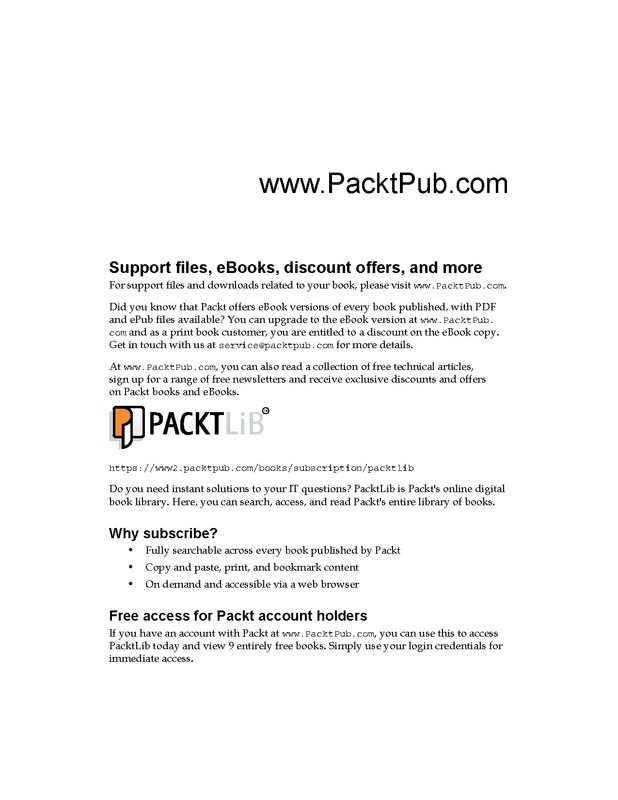 www.PacktPub.com
Support files, eBooks, discount offers, and more
For support files and downloads related to your book, please visit www.PacktPub.com.
Did you know that Packt offers eBook versions of every book published, with PDF
and ePub files available? You can upgrade to the eBook version at www.PacktPub.
com and as a print book customer, you are entitled to a discount on the eBook copy.
Get in touch with us at service@packtpub.com for more details.
At www.PacktPub.com, you can also read a collection of free technical articles,
sign up for a range of free newsletters and receive exclusive discounts and offers
on Packt books and eBooks.
PACKTLiB
https://www2.packtpub.com/books/subscription/packtlib
Do you need instant solutions to your IT questions? PacktLib is Packt's online digital
book library. Here, you can search, access, and read Packt's entire library of books.
Why subscribe?
• Fully searchable across every book published by Packt
• Copy and paste, print, and bookmark content
• On demand and accessible via a web browser
Free access for Packt account holders
If you have an account with Packt at www.PacktPub.com, you can use this to access
PacktLib today and view 9 entirely free books. Simply use your login credentials for
immediate access.